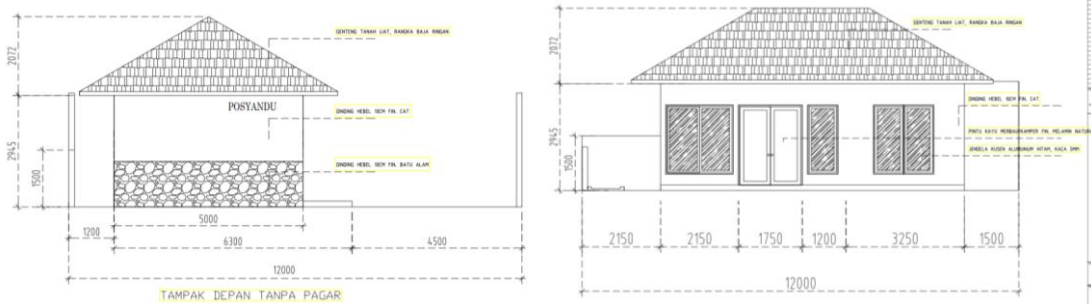 GENTENG TANAH LIAT, RANGKA BAJA RINGAN
2072
POSYANDU
DINDING HEBEL 10CM FIN. CAT
2945
DINDING HEBEL 10CM FIN. BATU ALAM
1500
5000
1200
6300
4500
12000
TAMPAK DEPAN TANPA PAGAR
GENTENG TANAH LIAT, RANGKA BAJA RINGAN
2072
DINDING HEBEL 10CM FIN. CAT
2945
1500
JENDELA KUSEN ALUMUNIUM HITAM, KACA 5MM
2150
2150
1750
1200
3250
1500
12000